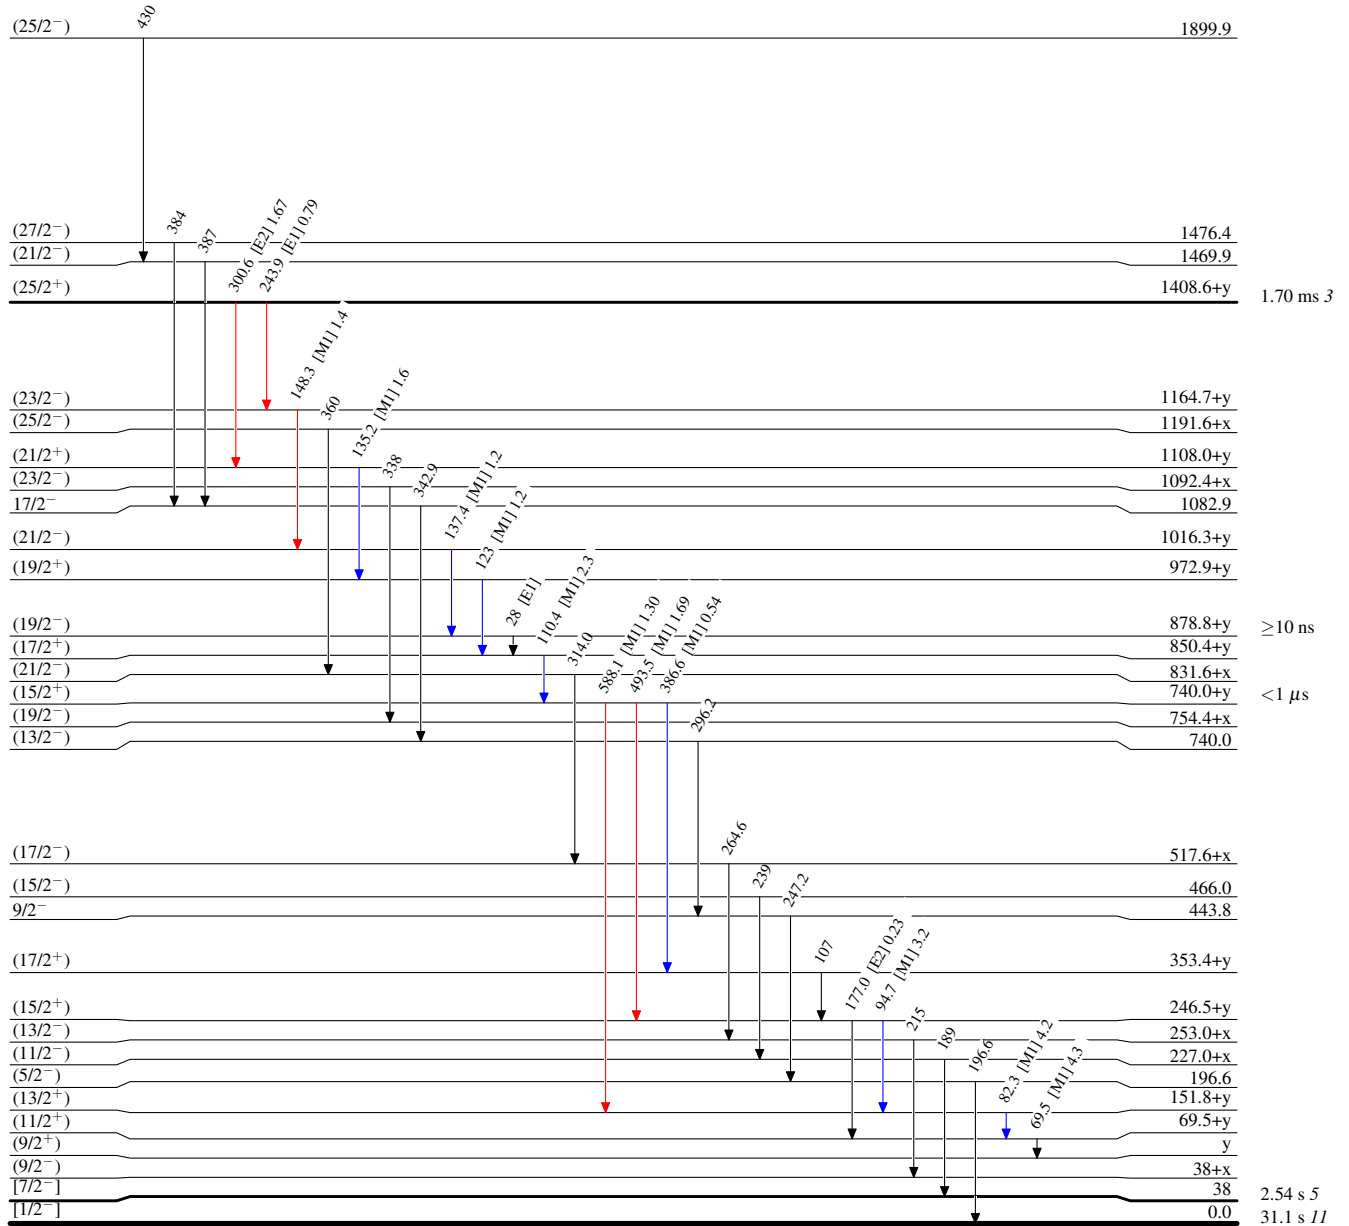 430
(25/2⁻) 1899.9
384
(27/2⁻) 1476.4
387
(21/2⁻) 1469.9
300.6 [E2] 1.67
243.9 [E1] 0.79
(25/2⁺) 1408.6+y 1.70 ms 3
148.3 [M1] 1.4
(23/2⁻) 1164.7+y
360
(25/2⁻) 1191.6+x
135.2 [M1] 1.6
(21/2⁺) 1108.0+y
338
(23/2⁻) 1092.4+x
342.9
17/2⁻ 1082.9
137.4 [M1] 1.2
(21/2⁻) 1016.3+y
123 [M1] 1.2
(19/2⁺) 972.9+y
28 [E1]
(19/2⁻) 878.8+y ≥10 ns
110.4 [M1] 2.3
(17/2⁺) 850.4+y
314.0
(21/2⁻) 831.6+x
588.1 [M1] 1.30
493.5 [M1] 1.69
386.6 [M1] 0.54
(15/2⁺) 740.0+y <1 μs
(19/2⁻) 754.4+x
296.2
(13/2⁻) 740.0
264.6
(17/2⁻) 517.6+x
239
(15/2⁻) 466.0
247.2
9/2⁻ 443.8
107
(17/2⁺) 353.4+y
177.0 [E2] 0.23
94.7 [M1] 3.2
(15/2⁺) 246.5+y
215
(13/2⁻) 253.0+x
189
(11/2⁻) 227.0+x
196.6
(5/2⁻) 196.6
82.3 [M1] 4.2
(13/2⁺) 151.8+y
69.5 [M1] 4.3
(11/2⁺) 69.5+y
(9/2⁺) y
(9/2⁻) 38+x
[7/2⁻] 38 2.54 s 5
[1/2⁻] 0.0 31.1 s 11